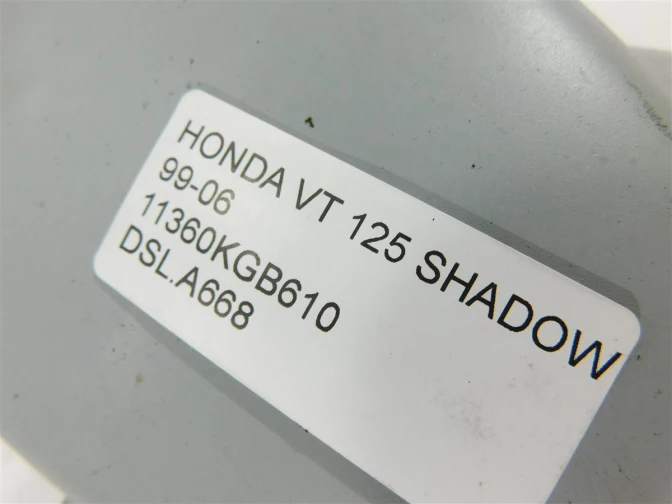 HONDA VT 125 SHADOW
99-06
11360KGB610
DSL.A668